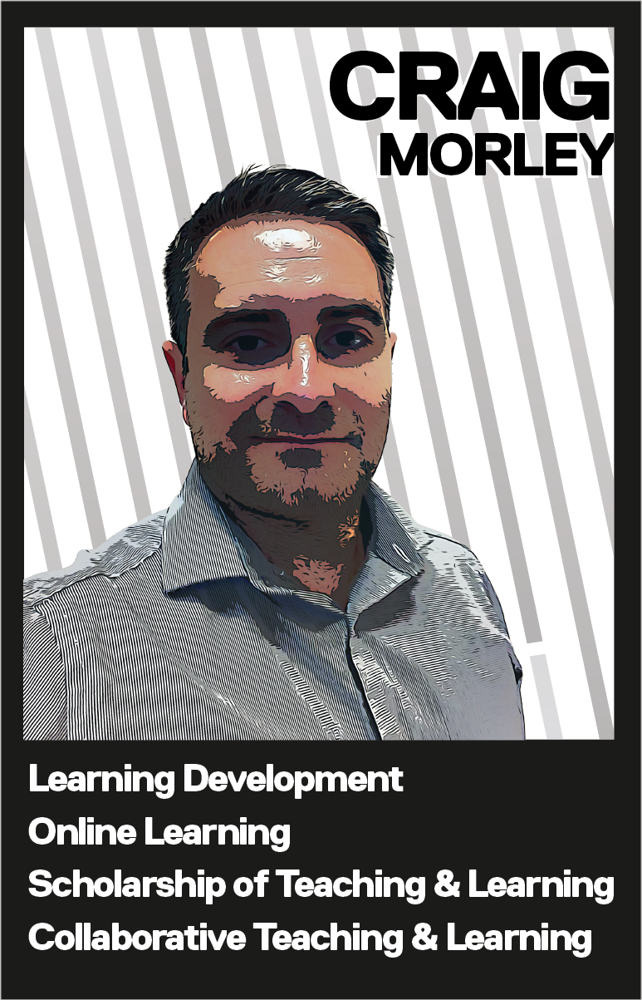 CRAIG
MORLEY
Learning Development
Online Learning
Scholarship of Teaching & Learning
Collaborative Teaching & Learning